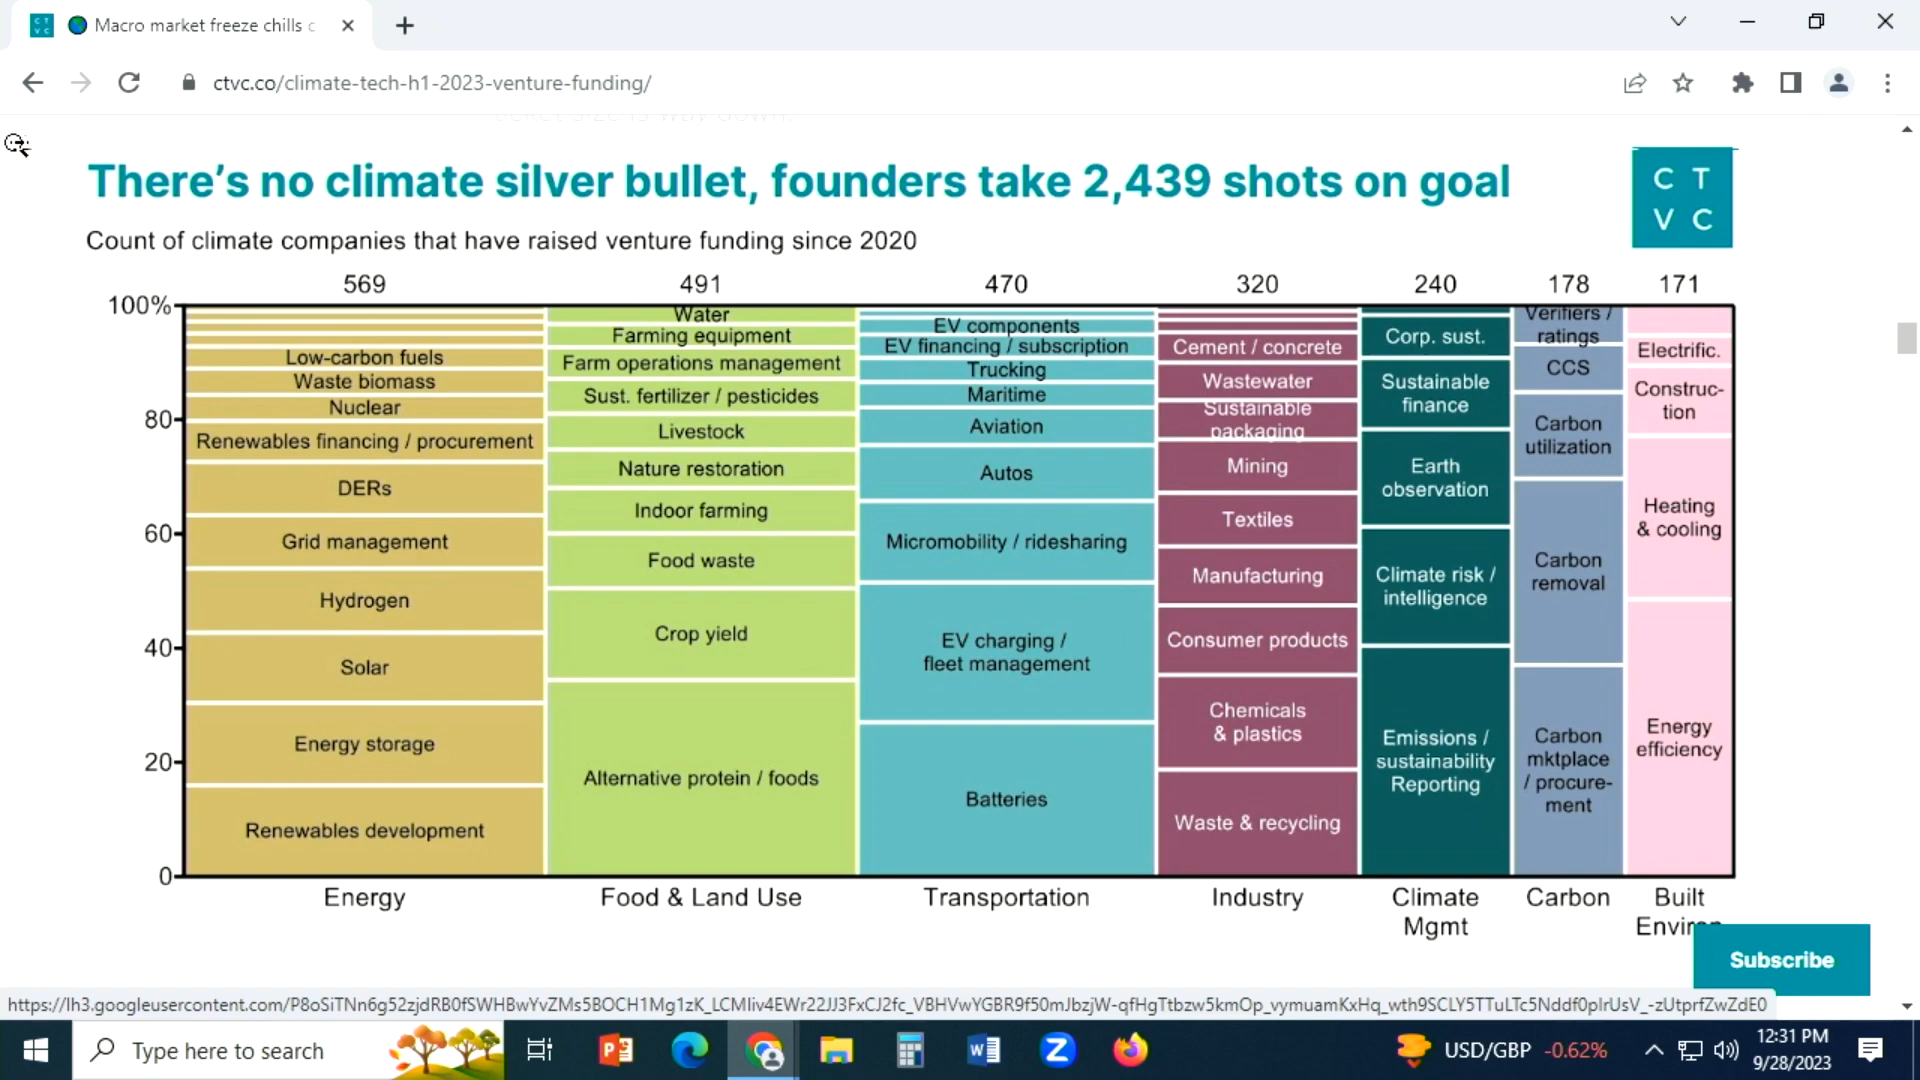 Macro market freeze chills c
ctvc.co/climate-tech-h1-2023-venture-funding/
There's no climate silver bullet, founders take 2,439 shots on goal
C T
V C
Count of climate companies that have raised venture funding since 2020
569
491
470
320
240
178
171
100%
80
60
40
20
0
Low-carbon fuels
Waste biomass
Nuclear
Renewables financing / procurement
DERs
Grid management
Hydrogen
Solar
Energy storage
Renewables development
Energy
Water
Farming equipment
Farm operations management
Sust. fertilizer / pesticides
Livestock
Nature restoration
Indoor farming
Food waste
Crop yield
Alternative protein / foods
Food & Land Use
EV components
EV financing / subscription
Trucking
Maritime
Aviation
Autos
Micromobility / ridesharing
EV charging /
fleet management
Batteries
Transportation
Cement / concrete
Wastewater
Sustainable
packaging
Mining
Textiles
Manufacturing
Consumer products
Chemicals
& plastics
Waste & recycling
Industry
Corp. sust.
Sustainable
finance
Earth
observation
Climate risk /
intelligence
Emissions /
sustainability
Reporting
Climate
Mgmt
Verifiers /
ratings
CCS
Carbon
utilization
Carbon
removal
Carbon
mktplace
/ procure-
ment
Carbon
Electrific.
Construc-
tion
Heating
& cooling
Energy
efficiency
Built
Environ
Subscribe
Type here to search
USD/GBP -0.62%
12:31 PM
9/28/2023